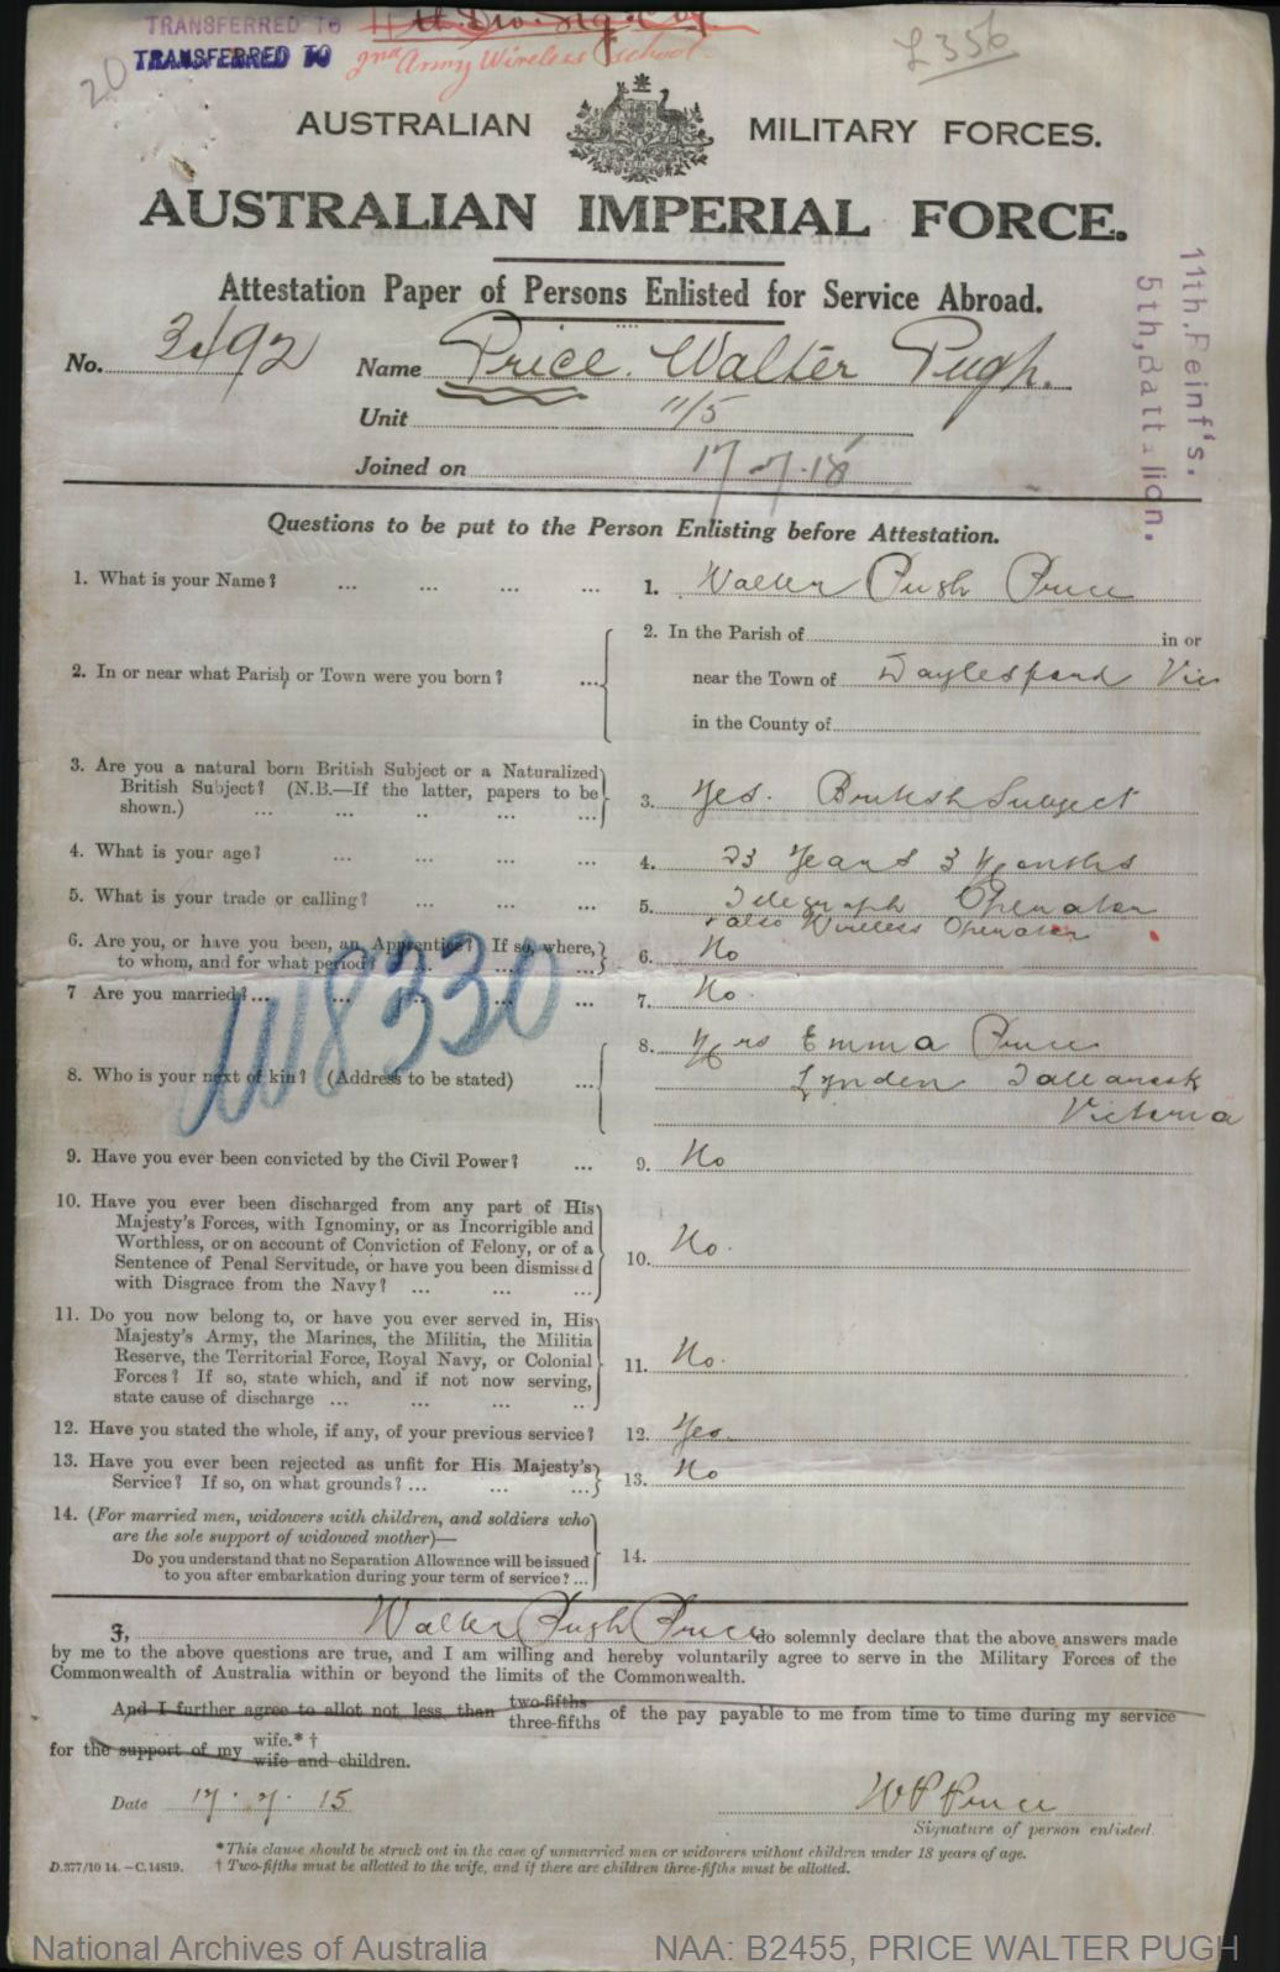 TRANSFERRED TO
TRANSFERRED TO
2nd Army Wireless School.
20
£356
AUSTRALIAN MILITARY FORCES.
AUSTRALIAN IMPERIAL FORCE.
Attestation Paper of Persons Enlisted for Service Abroad.
11th. Reinf's.
5th, Battalion.
No. 3492 Name Price. Walter Pugh.
Unit 11/5
Joined on
Questions to be put to the Person Enlisting before Attestation.
1. What is your Name? ... ... ... ... 1. Walter Pugh Price
2. In or near what Parish or Town were you born? ... 2. In the Parish of in or
near the Town of Daylesford Vic
in the County of
3. Are you a natural born British Subject or a Naturalized
British Subject? (N.B.—If the latter, papers to be
shown.) ... ... .. ... ... 3. Yes. British Subject
4. What is your age? ... ... ... ... 4. 23 Years 3 Months
5. What is your trade or calling? ... ... ... 5. Telegraph Operator
+ also Wireless Operator
6. Are you, or have you been, an Apprentice? If so, where,
to whom, and for what period? ... ... ... 6. No
7 Are you married? ... ... ... ... ... 7. No.
W8330
8. Who is your next of kin? (Address to be stated) ... 8. Mrs Emma Price
Lynden Tallarook
Victoria
9. Have you ever been convicted by the Civil Power? ... 9. No
10. Have you ever been discharged from any part of His
Majesty's Forces, with Ignominy, or as Incorrigible and
Worthless, or on account of Conviction of Felony, or of a
Sentence of Penal Servitude, or have you been dismissed
with Disgrace from the Navy? ... ... ... 10. No.
11. Do you now belong to, or have you ever served in, His
Majesty's Army, the Marines, the Militia, the Militia
Reserve, the Territorial Force, Royal Navy, or Colonial
Forces? If so, state which, and if not now serving,
state cause of discharge ... ... ... .. 11. No.
12. Have you stated the whole, if any, of your previous service? 12. Yes.
13. Have you ever been rejected as unfit for His Majesty's
Service? If so, on what grounds? ... ... ... 13. No
14. (For married men, widowers with children, and soldiers who
are the sole support of widowed mother)—
Do you understand that no Separation Allowance will be issued
to you after embarkation during your term of service? ... 14.
I, Walter Pugh Price do solemnly declare that the above answers made
by me to the above questions are true, and I am willing and hereby voluntarily agree to serve in the Military Forces of the
Commonwealth of Australia within or beyond the limits of the Commonwealth.
And I further agree to allot not less than two-fifths
three-fifths of the pay payable to me from time to time during my service
for the support of my wife.* †
wife and children.
Date 17. 7. 15 W P Price
Signature of person enlisted.
* This clause should be struck out in the case of unmarried men or widowers without children under 18 years of age.
D.377/10 14.—C.14819. † Two-fifths must be allotted to the wife, and if there are children three-fifths must be allotted.
National Archives of Australia NAA: B2455, PRICE WALTER PUGH